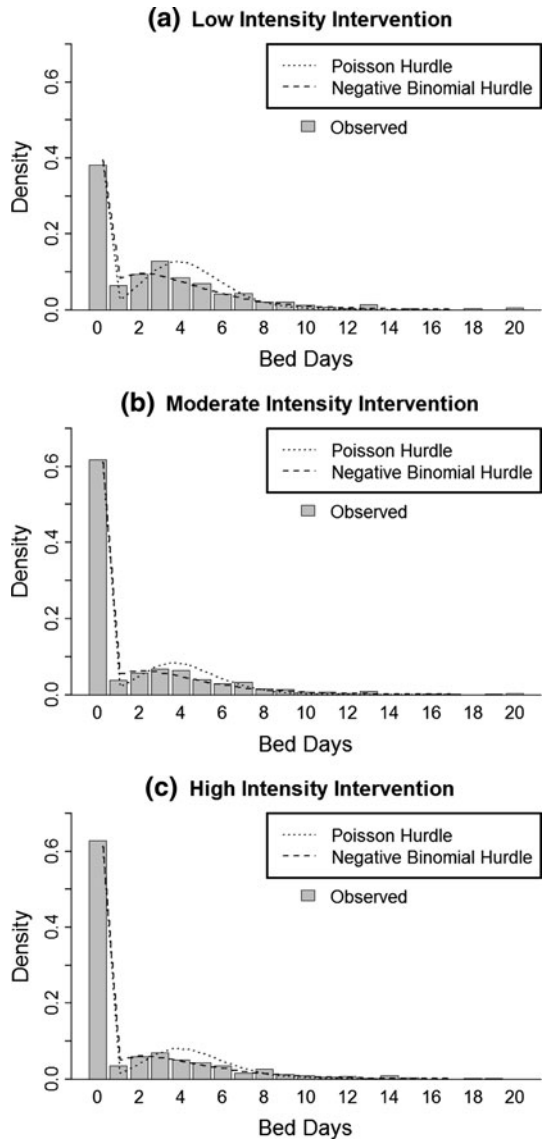 (a) Low Intensity Intervention
Poisson Hurdle
Negative Binomial Hurdle
Observed
Density
0.0 0.2 0.4 0.6
0 2 4 6 8 10 12 14 16 18 20
Bed Days
(b) Moderate Intensity Intervention
Poisson Hurdle
Negative Binomial Hurdle
Observed
Density
0.0 0.2 0.4 0.6
0 2 4 6 8 10 12 14 16 18 20
Bed Days
(c) High Intensity Intervention
Poisson Hurdle
Negative Binomial Hurdle
Observed
Density
0.0 0.2 0.4 0.6
0 2 4 6 8 10 12 14 16 18 20
Bed Days